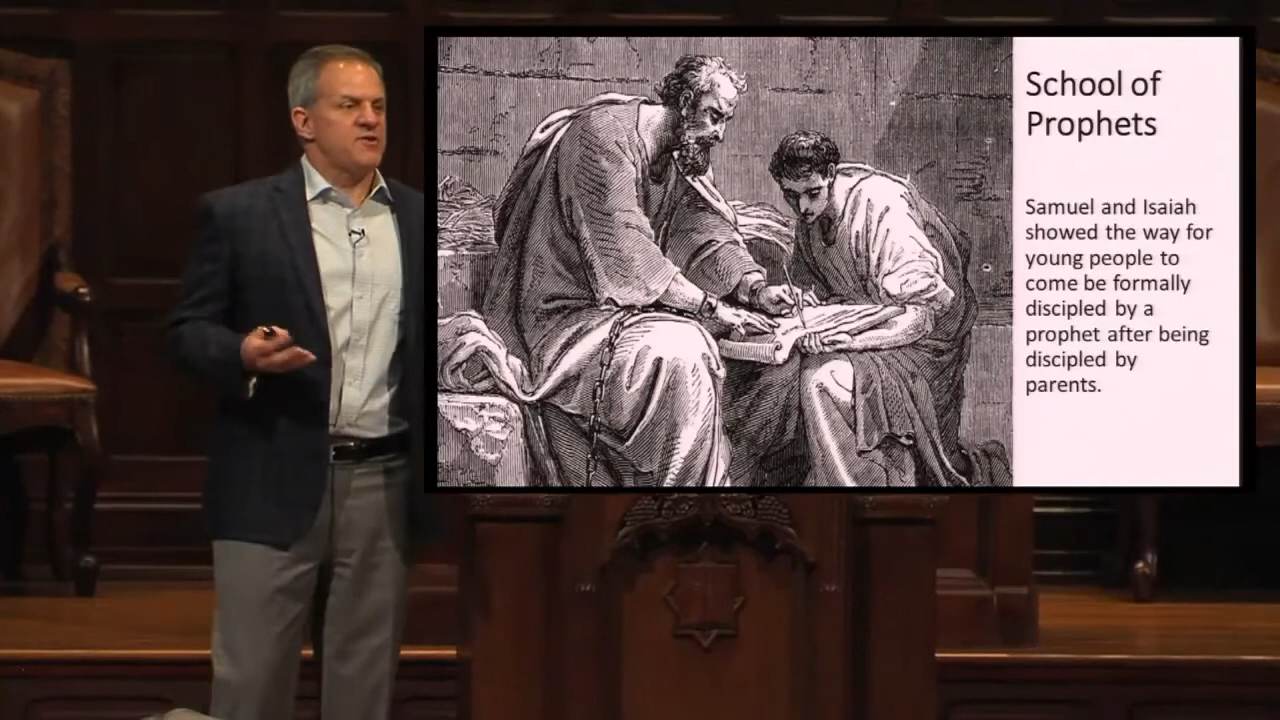 School of
Prophets
Samuel and Isaiah
showed the way for
young people to
come be formally
discipled by a
prophet after being
discipled by
parents.